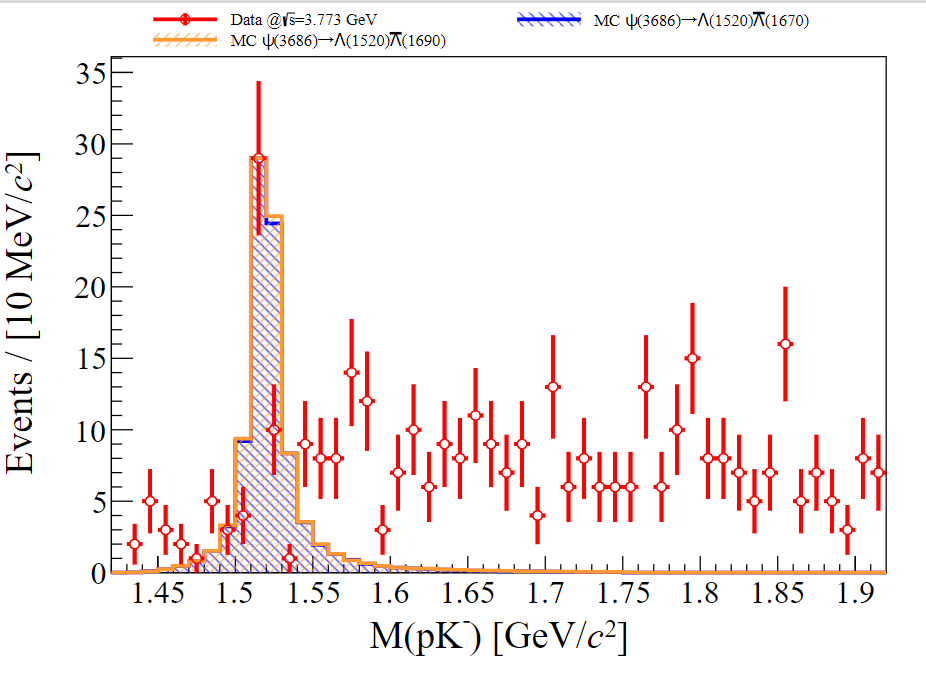 Data @√s=3.773 GeV
MC ψ(3686)→Λ(1520)Λ̅(1670)
MC ψ(3686)→Λ(1520)Λ̅(1690)
35
30
25
20
15
10
5
0
Events / [10 MeV/c²]
1.45 1.5 1.55 1.6 1.65 1.7 1.75 1.8 1.85 1.9
M(pK⁻) [GeV/c²]